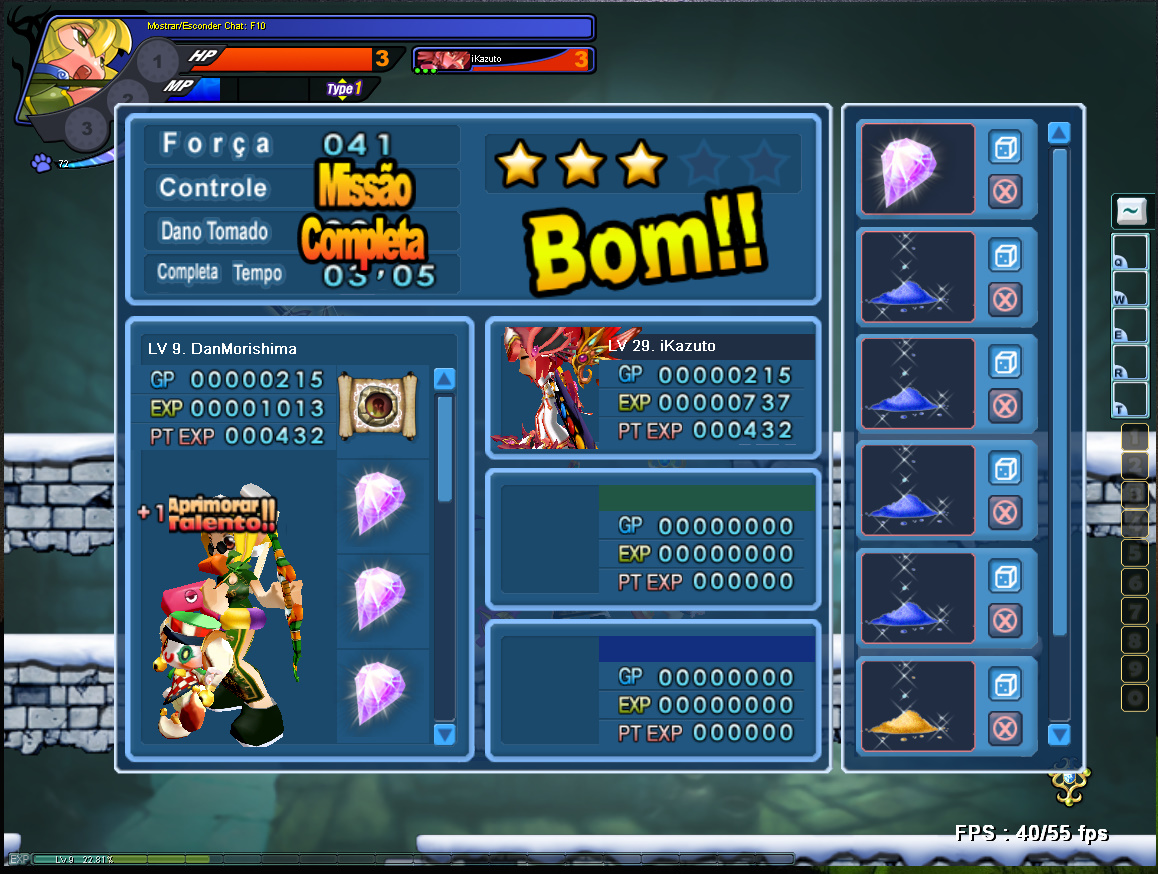 Mostrar/Esconder Chat: F10
1
HP
3
iKazuto
3
2
MP
Type 1
3
72
Força 041
Controle
Missão
Dano Tomado
Completa
Completa Tempo 03'05
Bom!!
~
Q
W
E
R
T
LV 9. DanMorishima
GP 00000215
EXP 00001013
PT EXP 000432
+1 Aprimorar
Talento!!
LV 29. iKazuto
GP 00000215
EXP 00000737
PT EXP 000432
GP 00000000
EXP 00000000
PT EXP 000000
GP 00000000
EXP 00000000
PT EXP 000000
1
2
3
4
5
6
7
8
9
0
FPS : 40/55 fps
EXP LV 9 22.81%